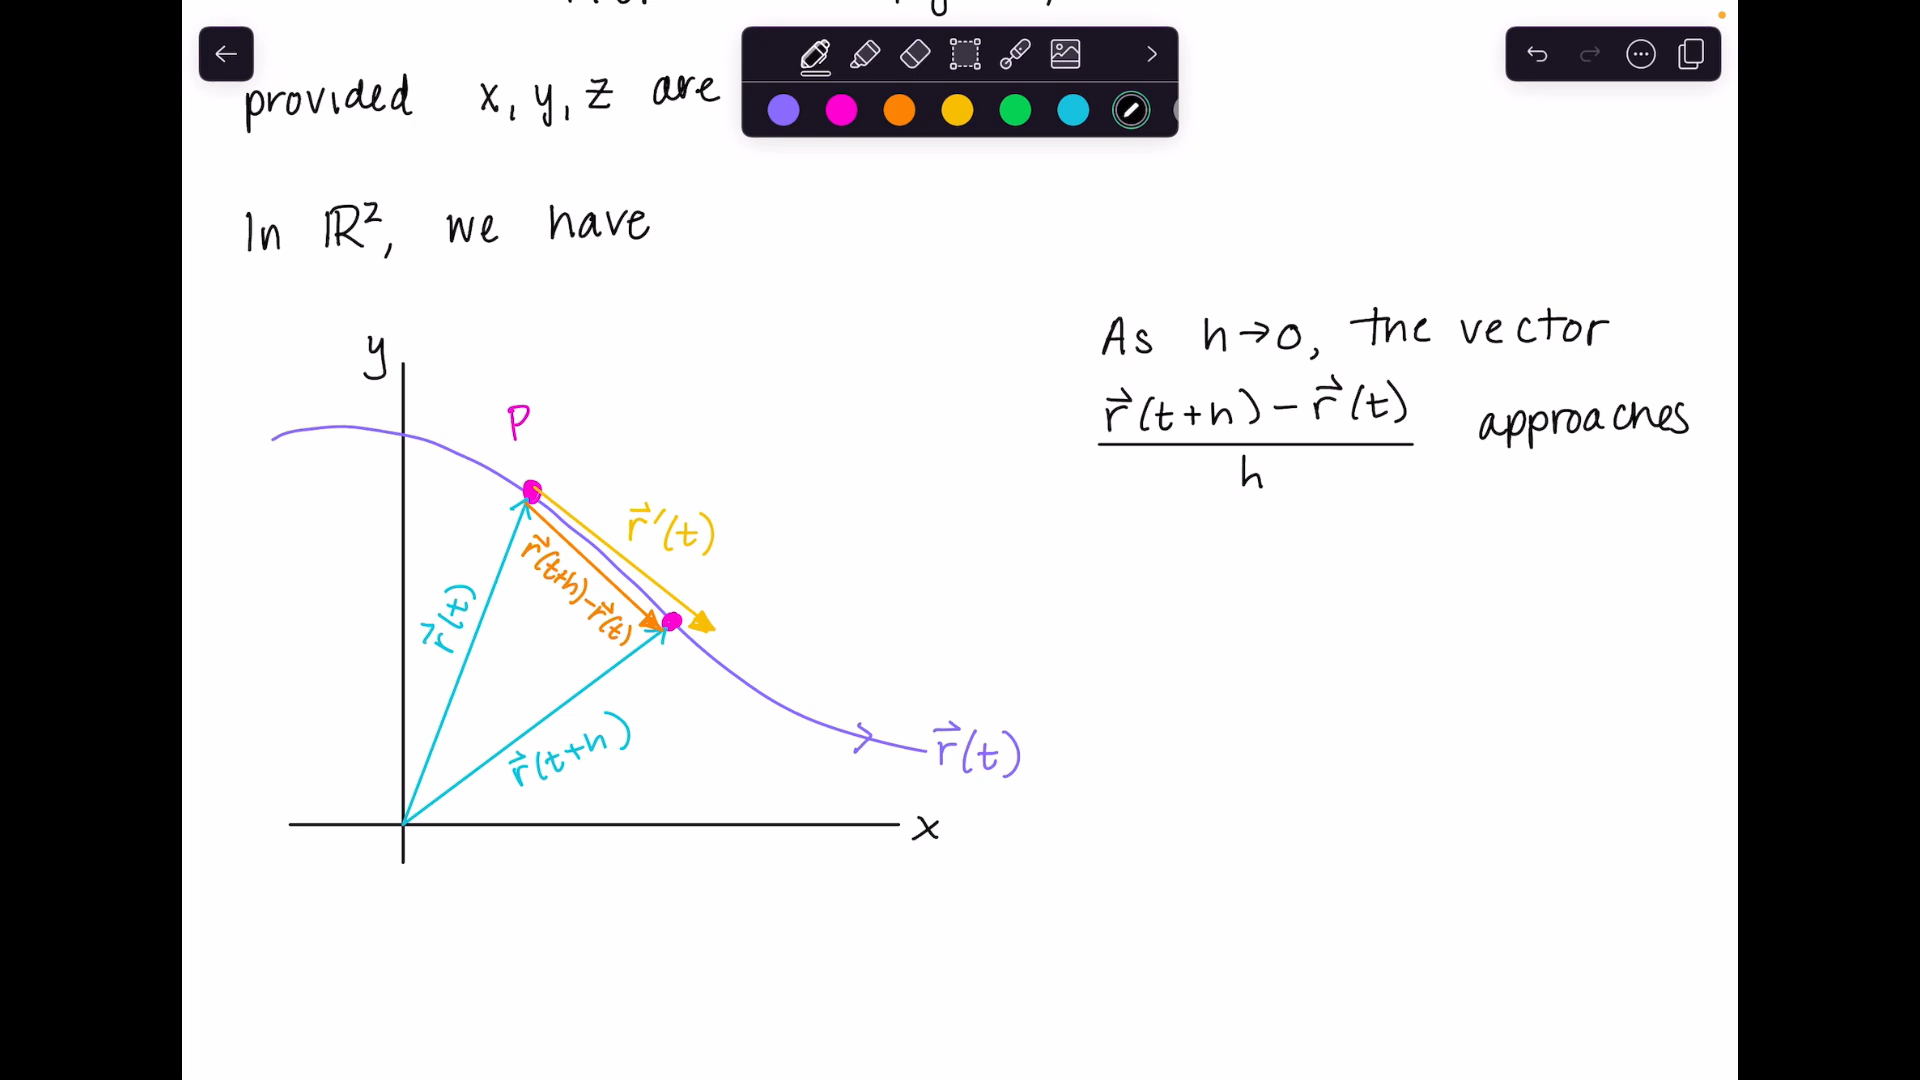 provided x, y, z are
In ℝ², we have
As h→0, the vector
r⃗(t+h) − r⃗(t)
h
approaches
y
P
r⃗'(t)
r⃗(t+h)−r⃗(t)
r⃗(t)
r⃗(t+h)
r⃗(t)
x